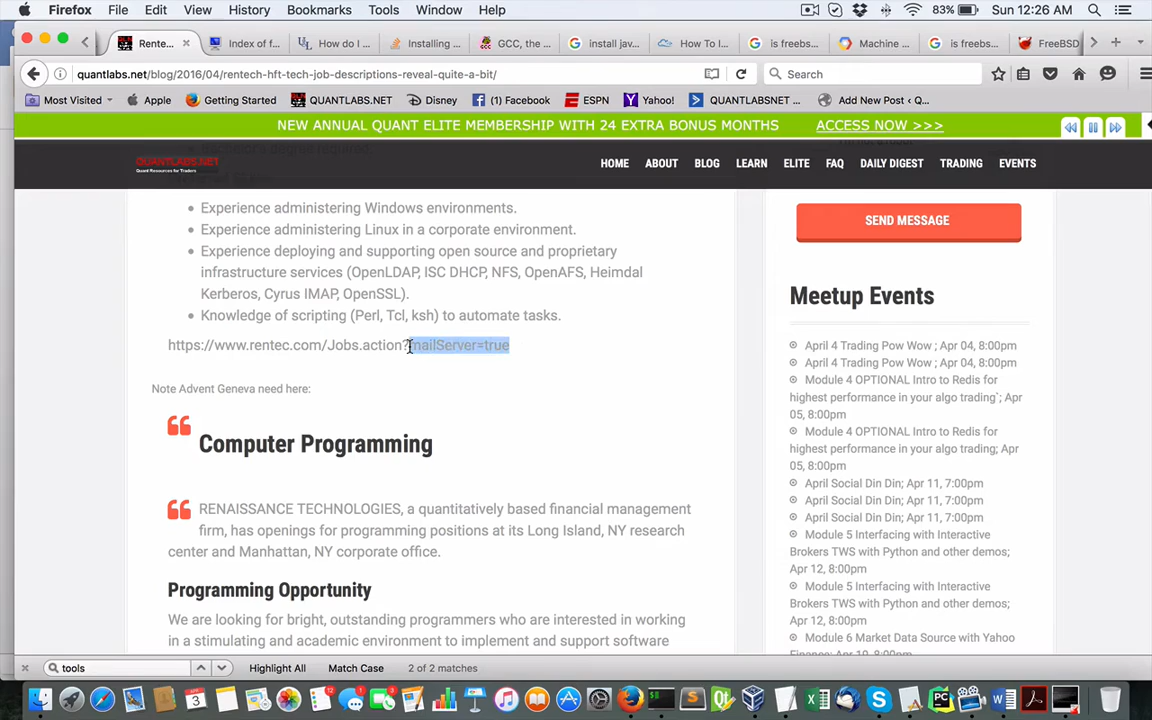 Firefox File Edit View History Bookmarks Tools Window Help 83% Sun 12:26 AM
Rente... Index of f... How do I ... Installing ... GCC, the ... install jav... How To I... is freebs... Machine ... is freebs... FreeBSD
quantlabs.net/blog/2016/04/rentech-hft-tech-job-descriptions-reveal-quite-a-bit/ Search
Most Visited Apple Getting Started QUANTLABS.NET Disney (1) Facebook ESPN Yahoo! QUANTLABSNET ... Add New Post ‹ Q...
NEW ANNUAL QUANT ELITE MEMBERSHIP WITH 24 EXTRA BONUS MONTHS ACCESS NOW >>>
QUANTLABS.NET
Quant Resources for Traders
HOME ABOUT BLOG LEARN ELITE FAQ DAILY DIGEST TRADING EVENTS
Experience administering Windows environments.
Experience administering Linux in a corporate environment.
Experience deploying and supporting open source and proprietary
infrastructure services (OpenLDAP, ISC DHCP, NFS, OpenAFS, Heimdal
Kerberos, Cyrus IMAP, OpenSSL).
Knowledge of scripting (Perl, Tcl, ksh) to automate tasks.
https://www.rentec.com/Jobs.action?mailServer=true
Note Advent Geneva need here:
Computer Programming
RENAISSANCE TECHNOLOGIES, a quantitatively based financial management
firm, has openings for programming positions at its Long Island, NY research
center and Manhattan, NY corporate office.
Programming Opportunity
We are looking for bright, outstanding programmers who are interested in working
in a stimulating and academic environment to implement and support software
SEND MESSAGE
Meetup Events
April 4 Trading Pow Wow ; Apr 04, 8:00pm
April 4 Trading Pow Wow ; Apr 04, 8:00pm
Module 4 OPTIONAL Intro to Redis for
highest performance in your algo trading`; Apr
05, 8:00pm
Module 4 OPTIONAL Intro to Redis for
highest performance in your algo trading; Apr
05, 8:00pm
April Social Din Din; Apr 11, 7:00pm
April Social Din Din; Apr 11, 7:00pm
April Social Din Din; Apr 11, 7:00pm
Module 5 Interfacing with Interactive
Brokers TWS with Python and other demos;
Apr 12, 8:00pm
Module 5 Interfacing with Interactive
Brokers TWS with Python and other demos;
Apr 12, 8:00pm
Module 6 Market Data Source with Yahoo
tools Highlight All Match Case 2 of 2 matches